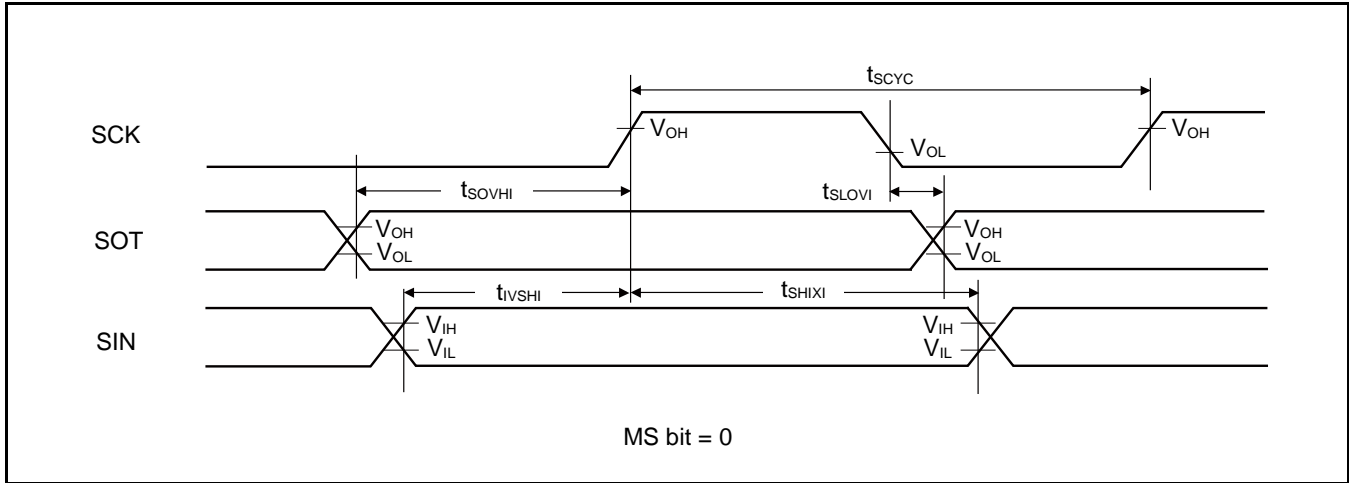 tSCYC
SCK
VOH
VOL
VOH
tSOVHI
tSLOVI
SOT
VOH
VOL
VOH
VOL
tIVSHI
tSHIXI
SIN
VIH
VIL
VIH
VIL
MS bit = 0